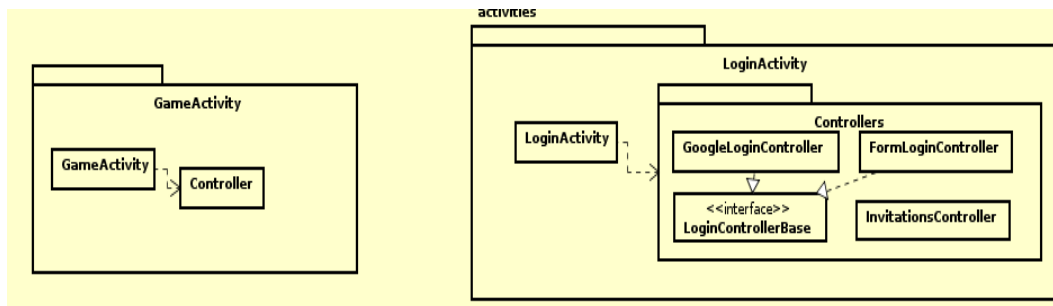 activities
GameActivity
GameActivity
Controller
LoginActivity
LoginActivity
Controllers
GoogleLoginController
FormLoginController
<<interface>>
LoginControllerBase
InvitationsController